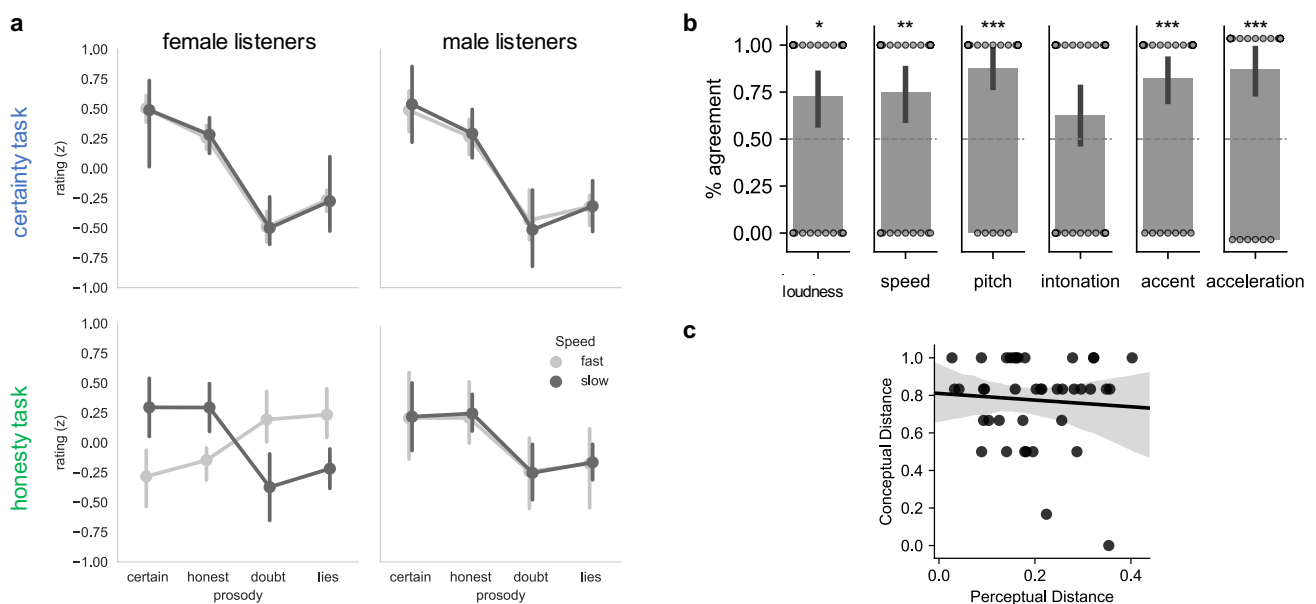 a
female listeners
male listeners
certainty task
rating (z)
1.00
0.75
0.50
0.25
0.00
−0.25
−0.50
−0.75
−1.00
honesty task
rating (z)
1.00
0.75
0.50
0.25
0.00
−0.25
−0.50
−0.75
−1.00
Speed
fast
slow
certain honest doubt lies
prosody
certain honest doubt lies
prosody
b
* ** *** *** ***
% agreement
1.00
0.75
0.50
0.25
0.00
loudness speed pitch intonation accent acceleration
c
Conceptual Distance
1.0
0.8
0.6
0.4
0.2
0.0
0.0 0.2 0.4
Perceptual Distance